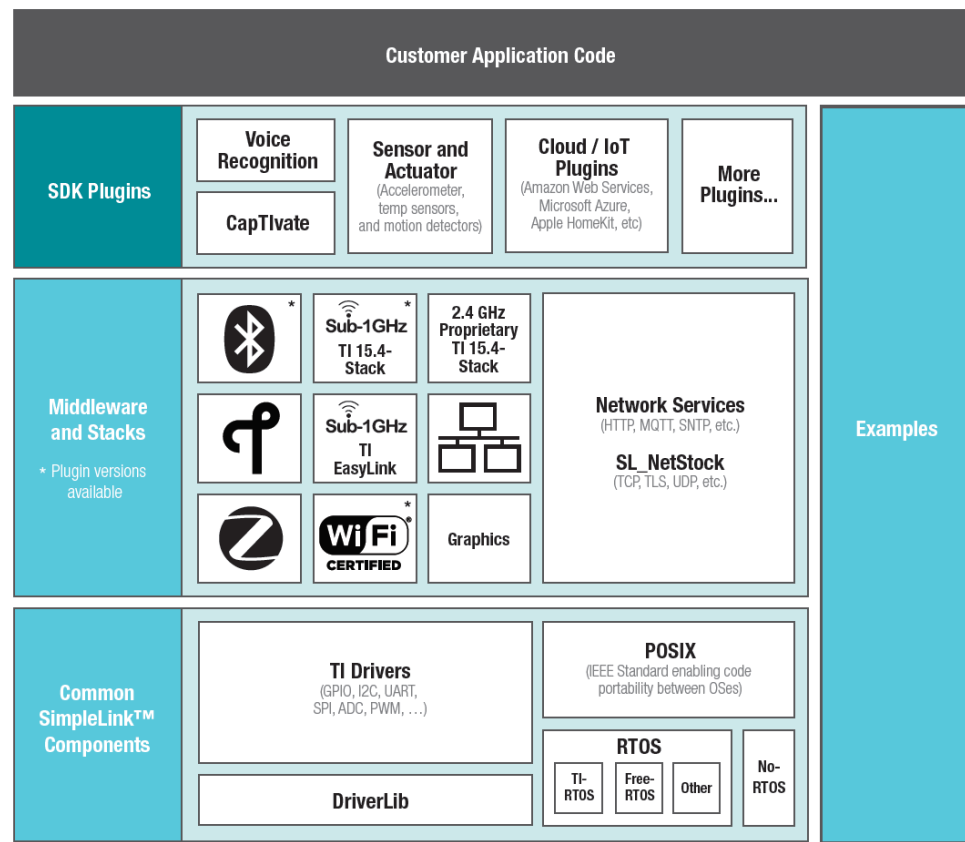 Customer Application Code
SDK Plugins
Voice
Recognition
CapTIvate
Sensor and
Actuator
(Accelerometer,
temp sensors,
and motion detectors)
Cloud / IoT
Plugins
(Amazon Web Services,
Microsoft Azure,
Apple HomeKit, etc)
More
Plugins...
Examples
Middleware
and Stacks
* Plugin versions
available
*
Sub-1GHz
*
TI 15.4-
Stack
2.4 GHz
Proprietary
TI 15.4-
Stack
Sub-1GHz
TI
EasyLink
Wi Fi
®
*
CERTIFIED
Graphics
Network Services
(HTTP, MQTT, SNTP, etc.)
SL_NetStock
(TCP, TLS, UDP, etc.)
Common
SimpleLink™
Components
TI Drivers
(GPIO, I2C, UART,
SPI, ADC, PWM, …)
DriverLib
POSIX
(IEEE Standard enabling code
portability between OSes)
RTOS
TI-
RTOS
Free-
RTOS
Other
No-
RTOS